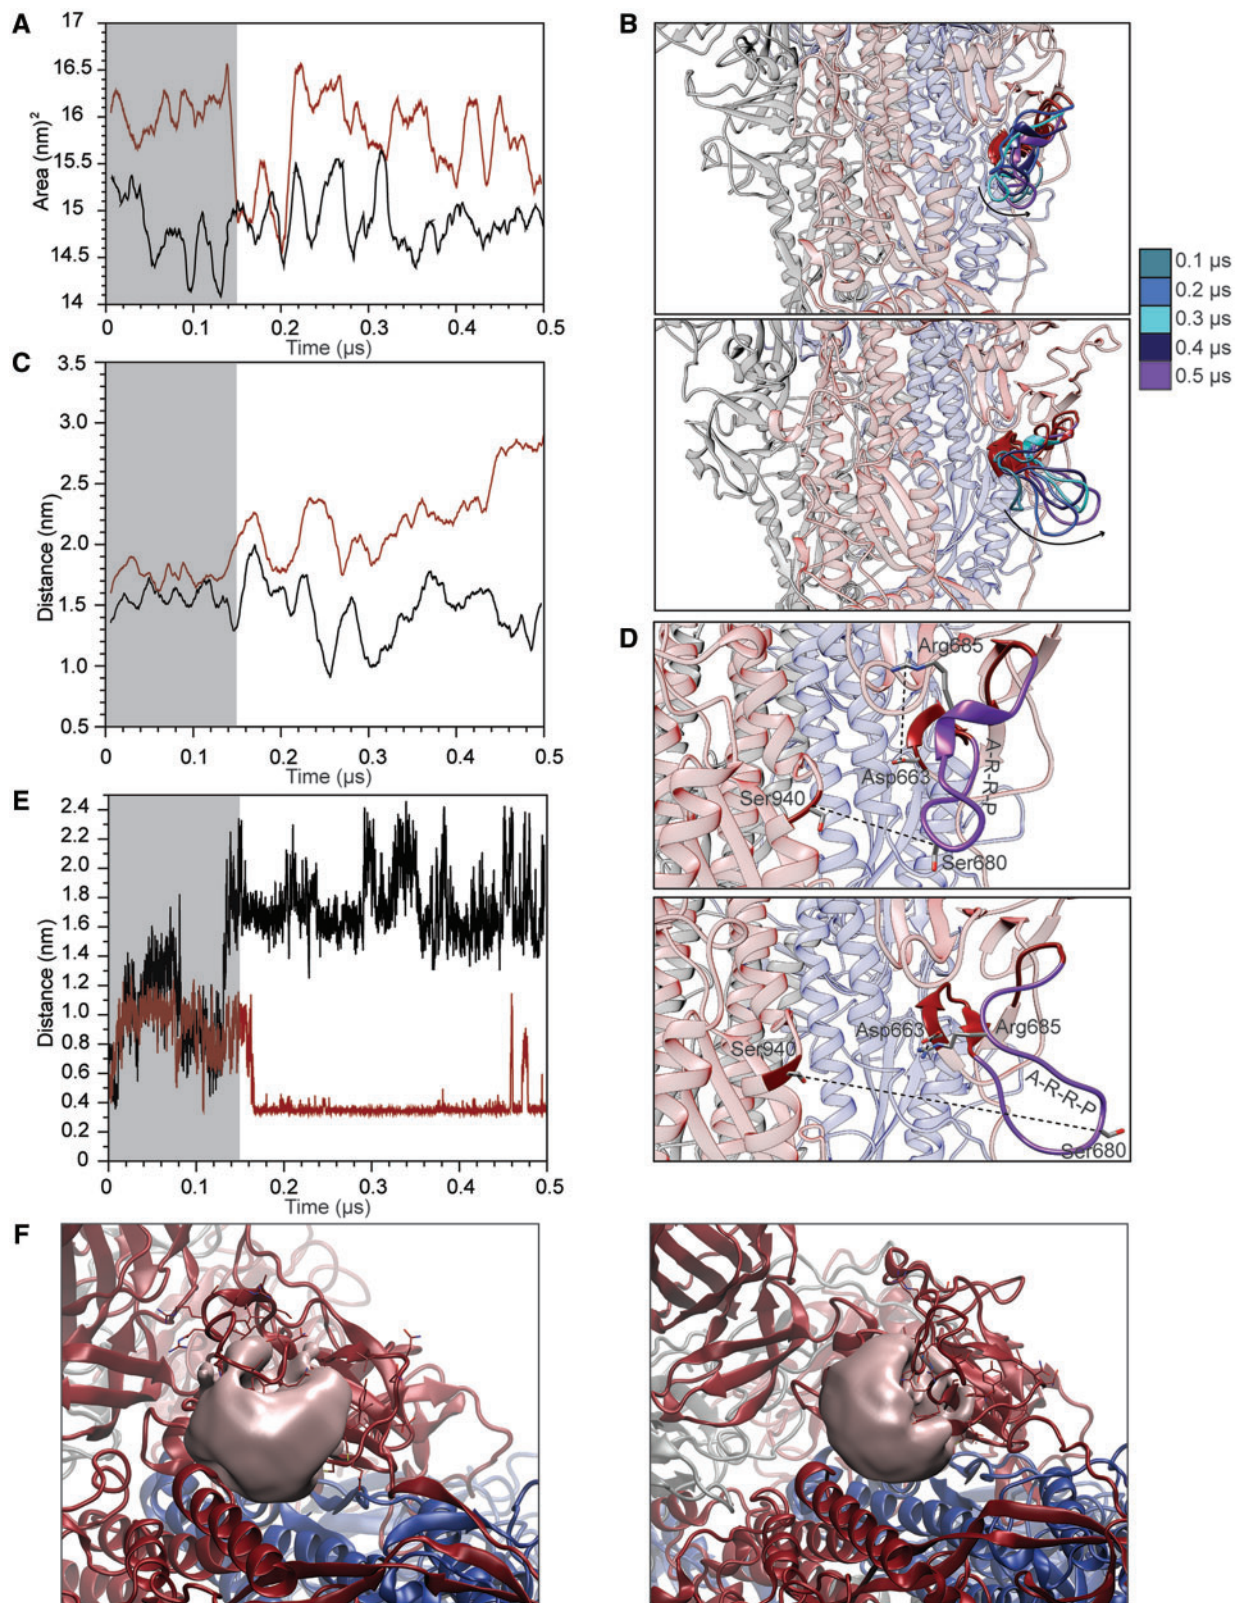 A
17
16.5
16
15.5
15
14.5
14
Area (nm)²
0 0.1 0.2 0.3 0.4 0.5
Time (µs)
B
0.1 µs
0.2 µs
0.3 µs
0.4 µs
0.5 µs
C
3.5
3.0
2.5
2.0
1.5
1.0
0.5
Distance (nm)
0 0.1 0.2 0.3 0.4 0.5
Time (µs)
D
Arg685
Asp663
A-R-R-P
Ser940
Ser680
Asp663
Arg685
Ser940
A-R-R-P
Ser680
E
2.4
2.2
2.0
1.8
1.6
1.4
1.2
1.0
0.8
0.6
0.4
0.2
0
Distance (nm)
0 0.1 0.2 0.3 0.4 0.5
Time (µs)
F